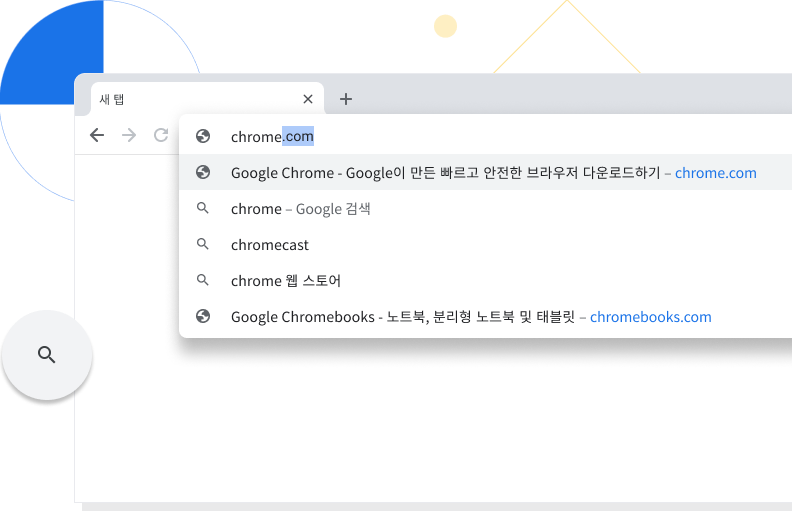 새 탭
chrome.com
Google Chrome - Google이 만든 빠르고 안전한 브라우저 다운로드하기 – chrome.com
chrome – Google 검색
chromecast
chrome 웹 스토어
Google Chromebooks - 노트북, 분리형 노트북 및 태블릿 – chromebooks.com